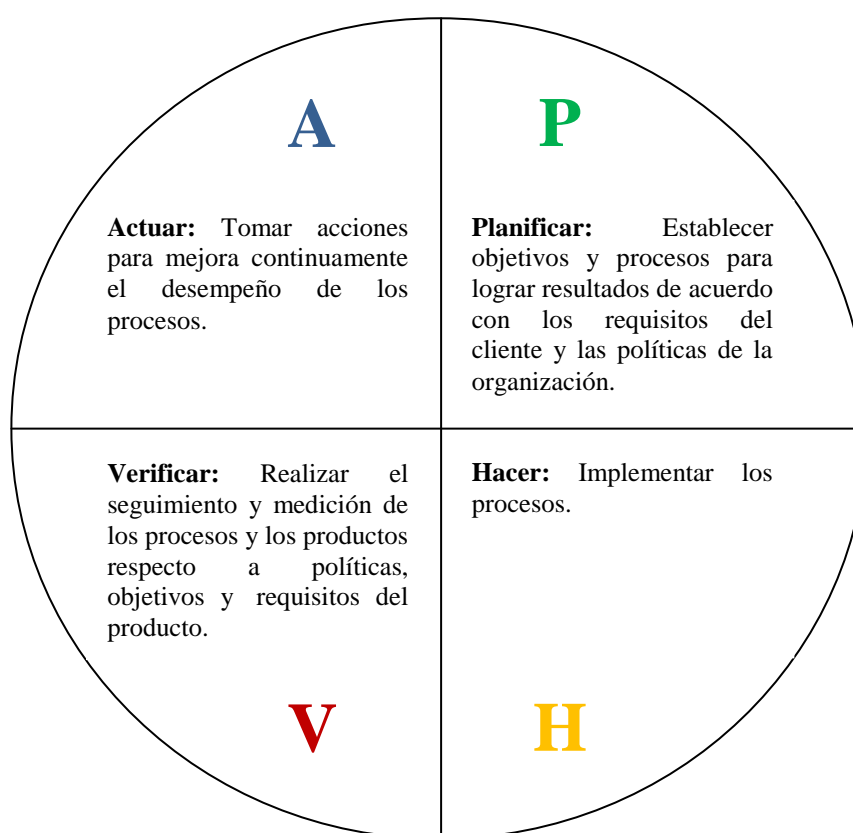 A
Actuar: Tomar acciones
para mejora continuamente
el desempeño de los
procesos.
P
Planificar: Establecer
objetivos y procesos para
lograr resultados de acuerdo
con los requisitos del
cliente y las políticas de la
organización.
Verificar: Realizar el
seguimiento y medición de
los procesos y los productos
respecto a políticas,
objetivos y requisitos del
producto.
V
Hacer: Implementar los
procesos.
H